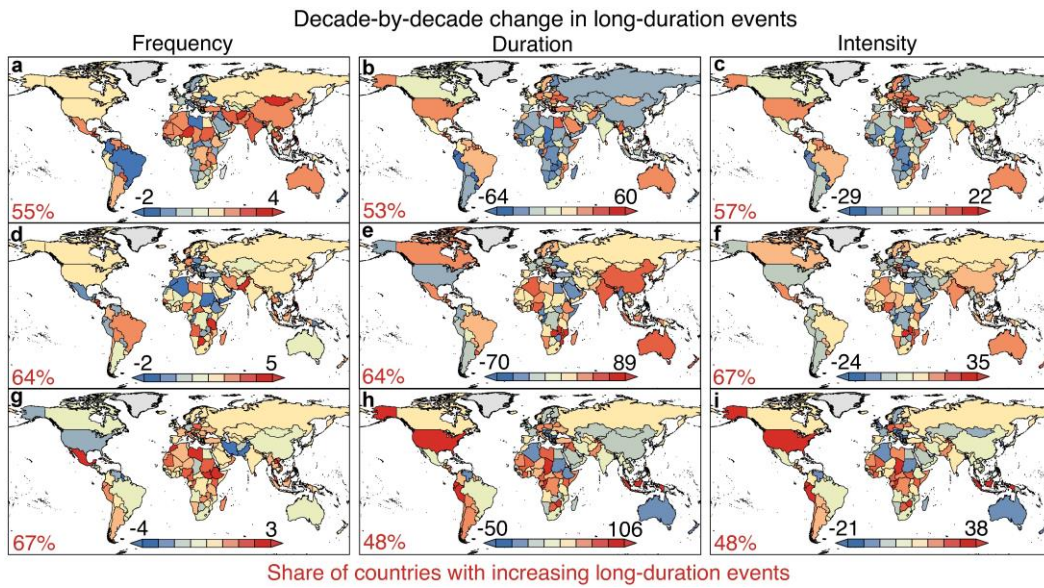 Decade-by-decade change in long-duration events
Frequency Duration Intensity
a b c
-2 4 -64 60 -29 22
55% 53% 57%
d e f
-2 5 -70 89 -24 35
64% 64% 67%
g h i
-4 3 -50 106 -21 38
67% 48% 48%
Share of countries with increasing long-duration events